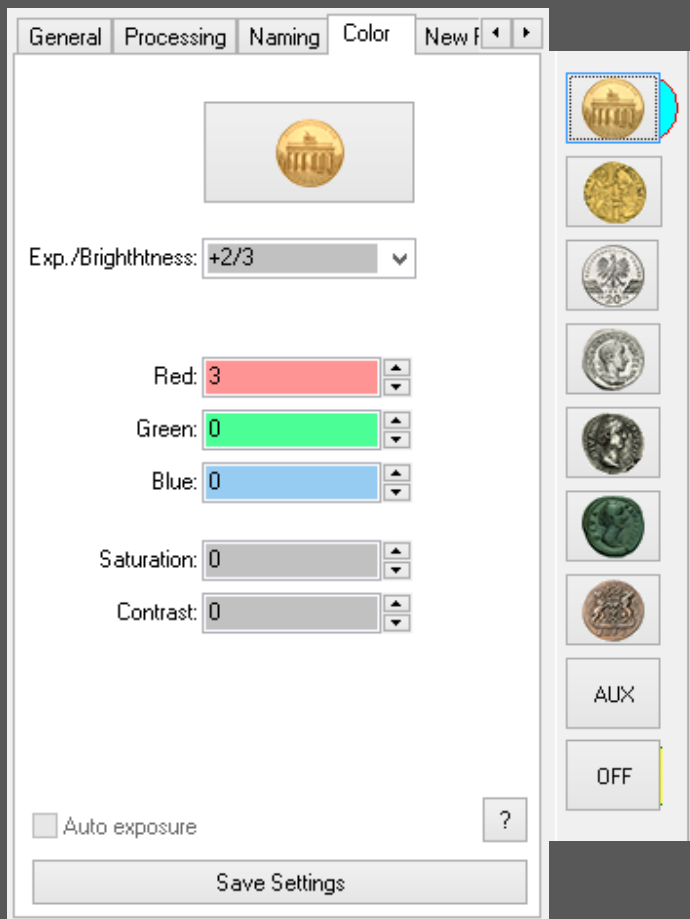 General Processing Naming Color New F
Exp./Brighthtness: +2/3
Red: 3
Green: 0
Blue: 0
Saturation: 0
Contrast: 0
20
AUX
OFF
Auto exposure
?
Save Settings